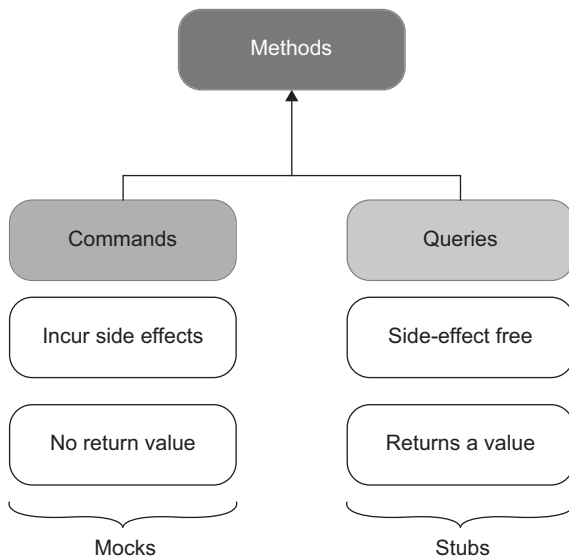 Methods
Commands
Queries
Incur side effects
Side-effect free
No return value
Returns a value
Mocks
Stubs